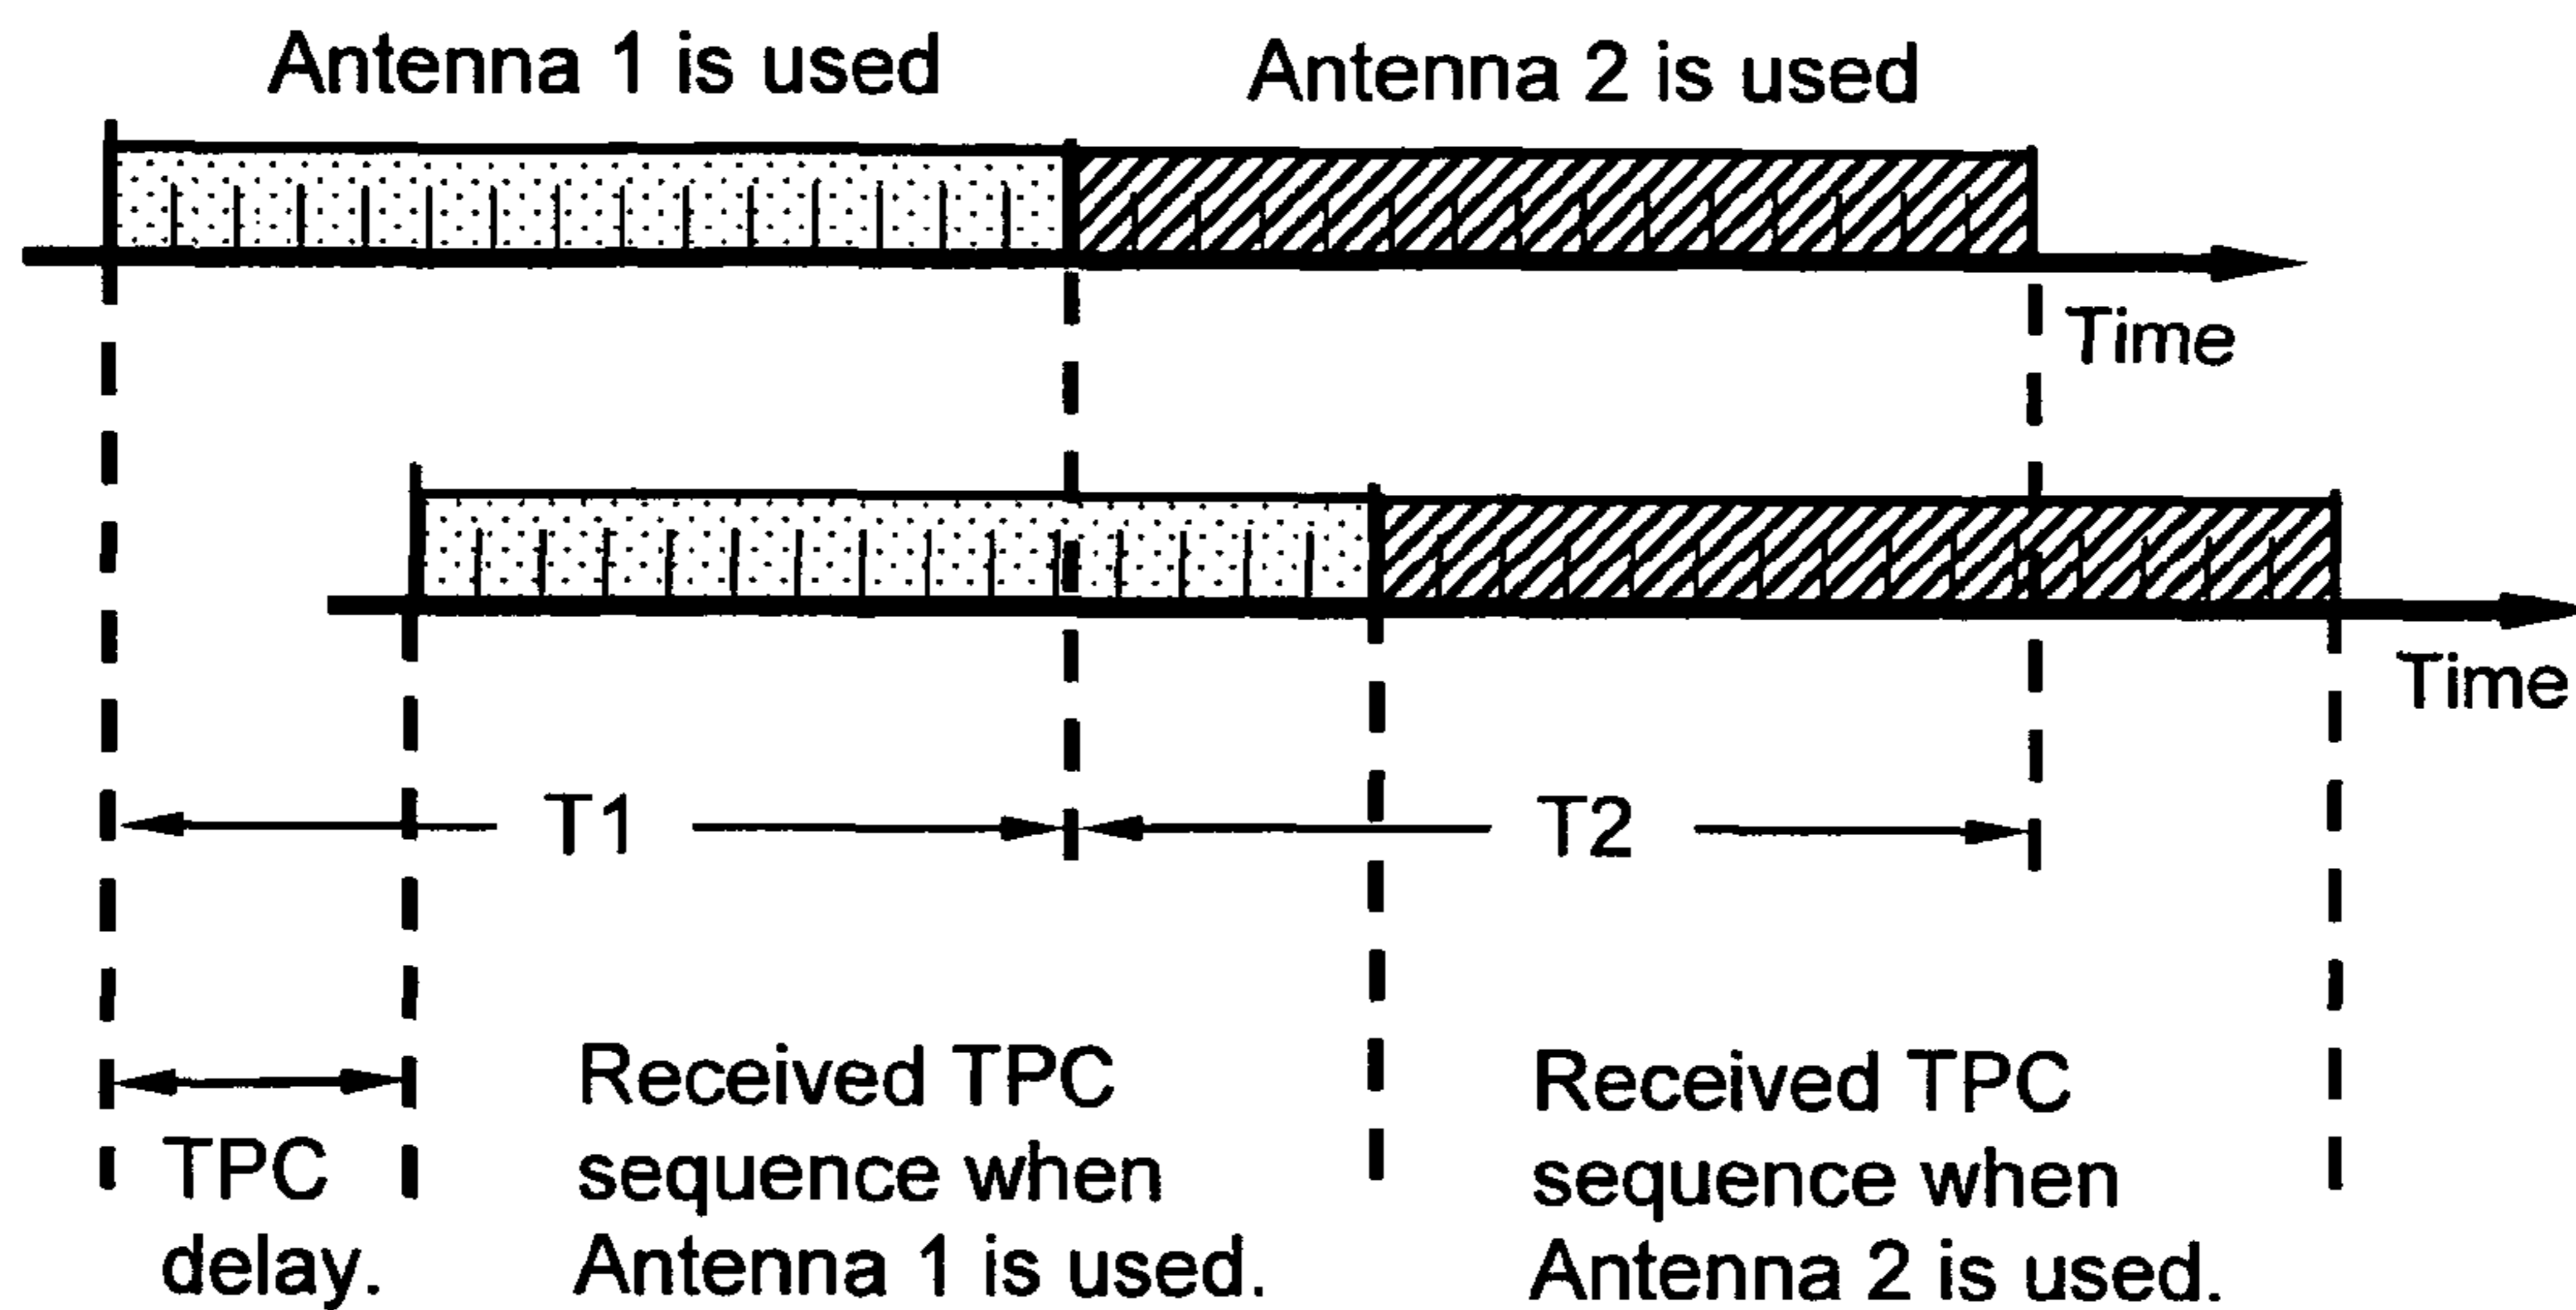 Antenna 1 is used
Antenna 2 is used
Time
Time
T1
T2
TPC
delay.
Received TPC
sequence when
Antenna 1 is used.
Received TPC
sequence when
Antenna 2 is used.